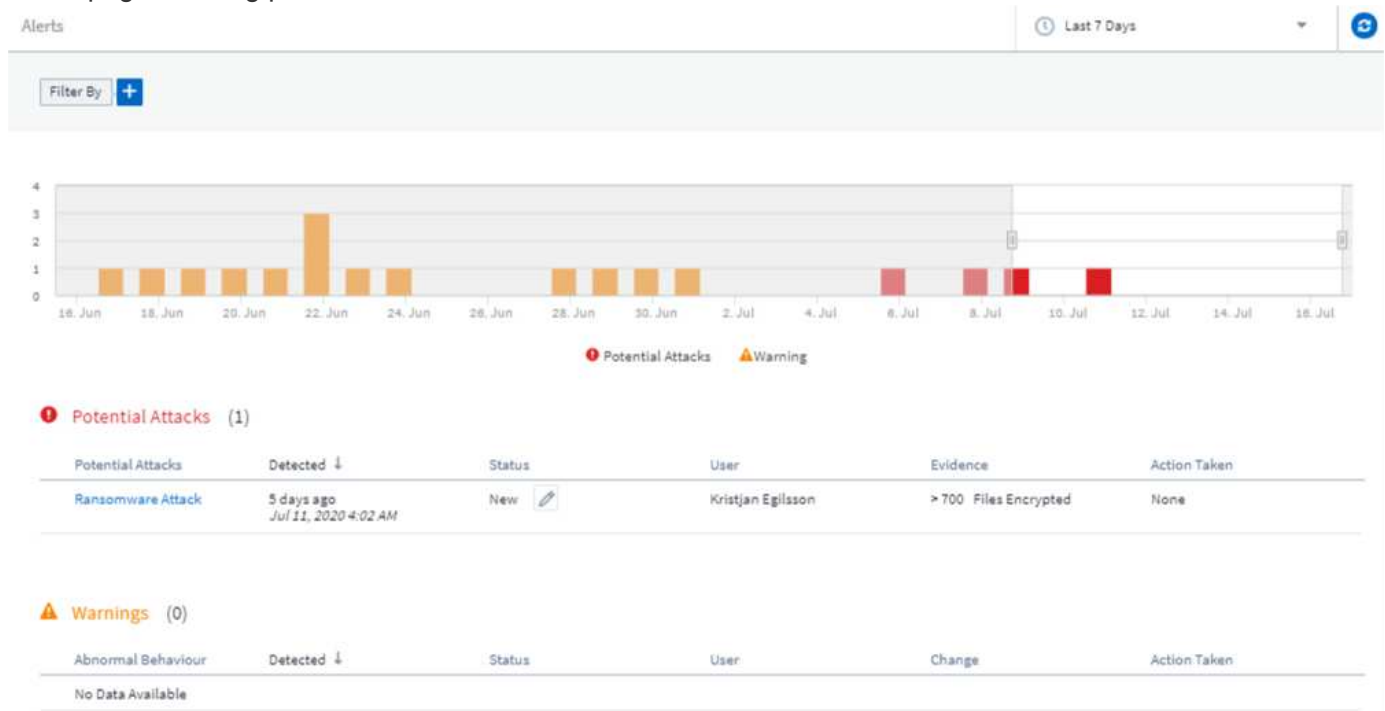 Alerts
Last 7 Days
Filter By +
4
3
2
1
0
16. Jun 18. Jun 20. Jun 22. Jun 24. Jun 26. Jun 28. Jun 30. Jun 2. Jul 4. Jul 6. Jul 8. Jul 10. Jul 12. Jul 14. Jul 16. Jul
Potential Attacks Warning
Potential Attacks (1)
Potential Attacks Detected ↓ Status User Evidence Action Taken
Ransomware Attack 5 days ago New Kristjan Egilsson > 700 Files Encrypted None
Jul 11, 2020 4:02 AM
Warnings (0)
Abnormal Behaviour Detected ↓ Status User Change Action Taken
No Data Available